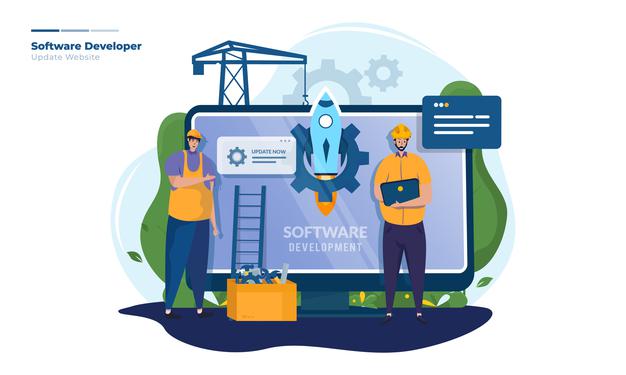 Software Developer
Update Website
UPDATE NOW
SOFTWARE
DEVELOPMENT